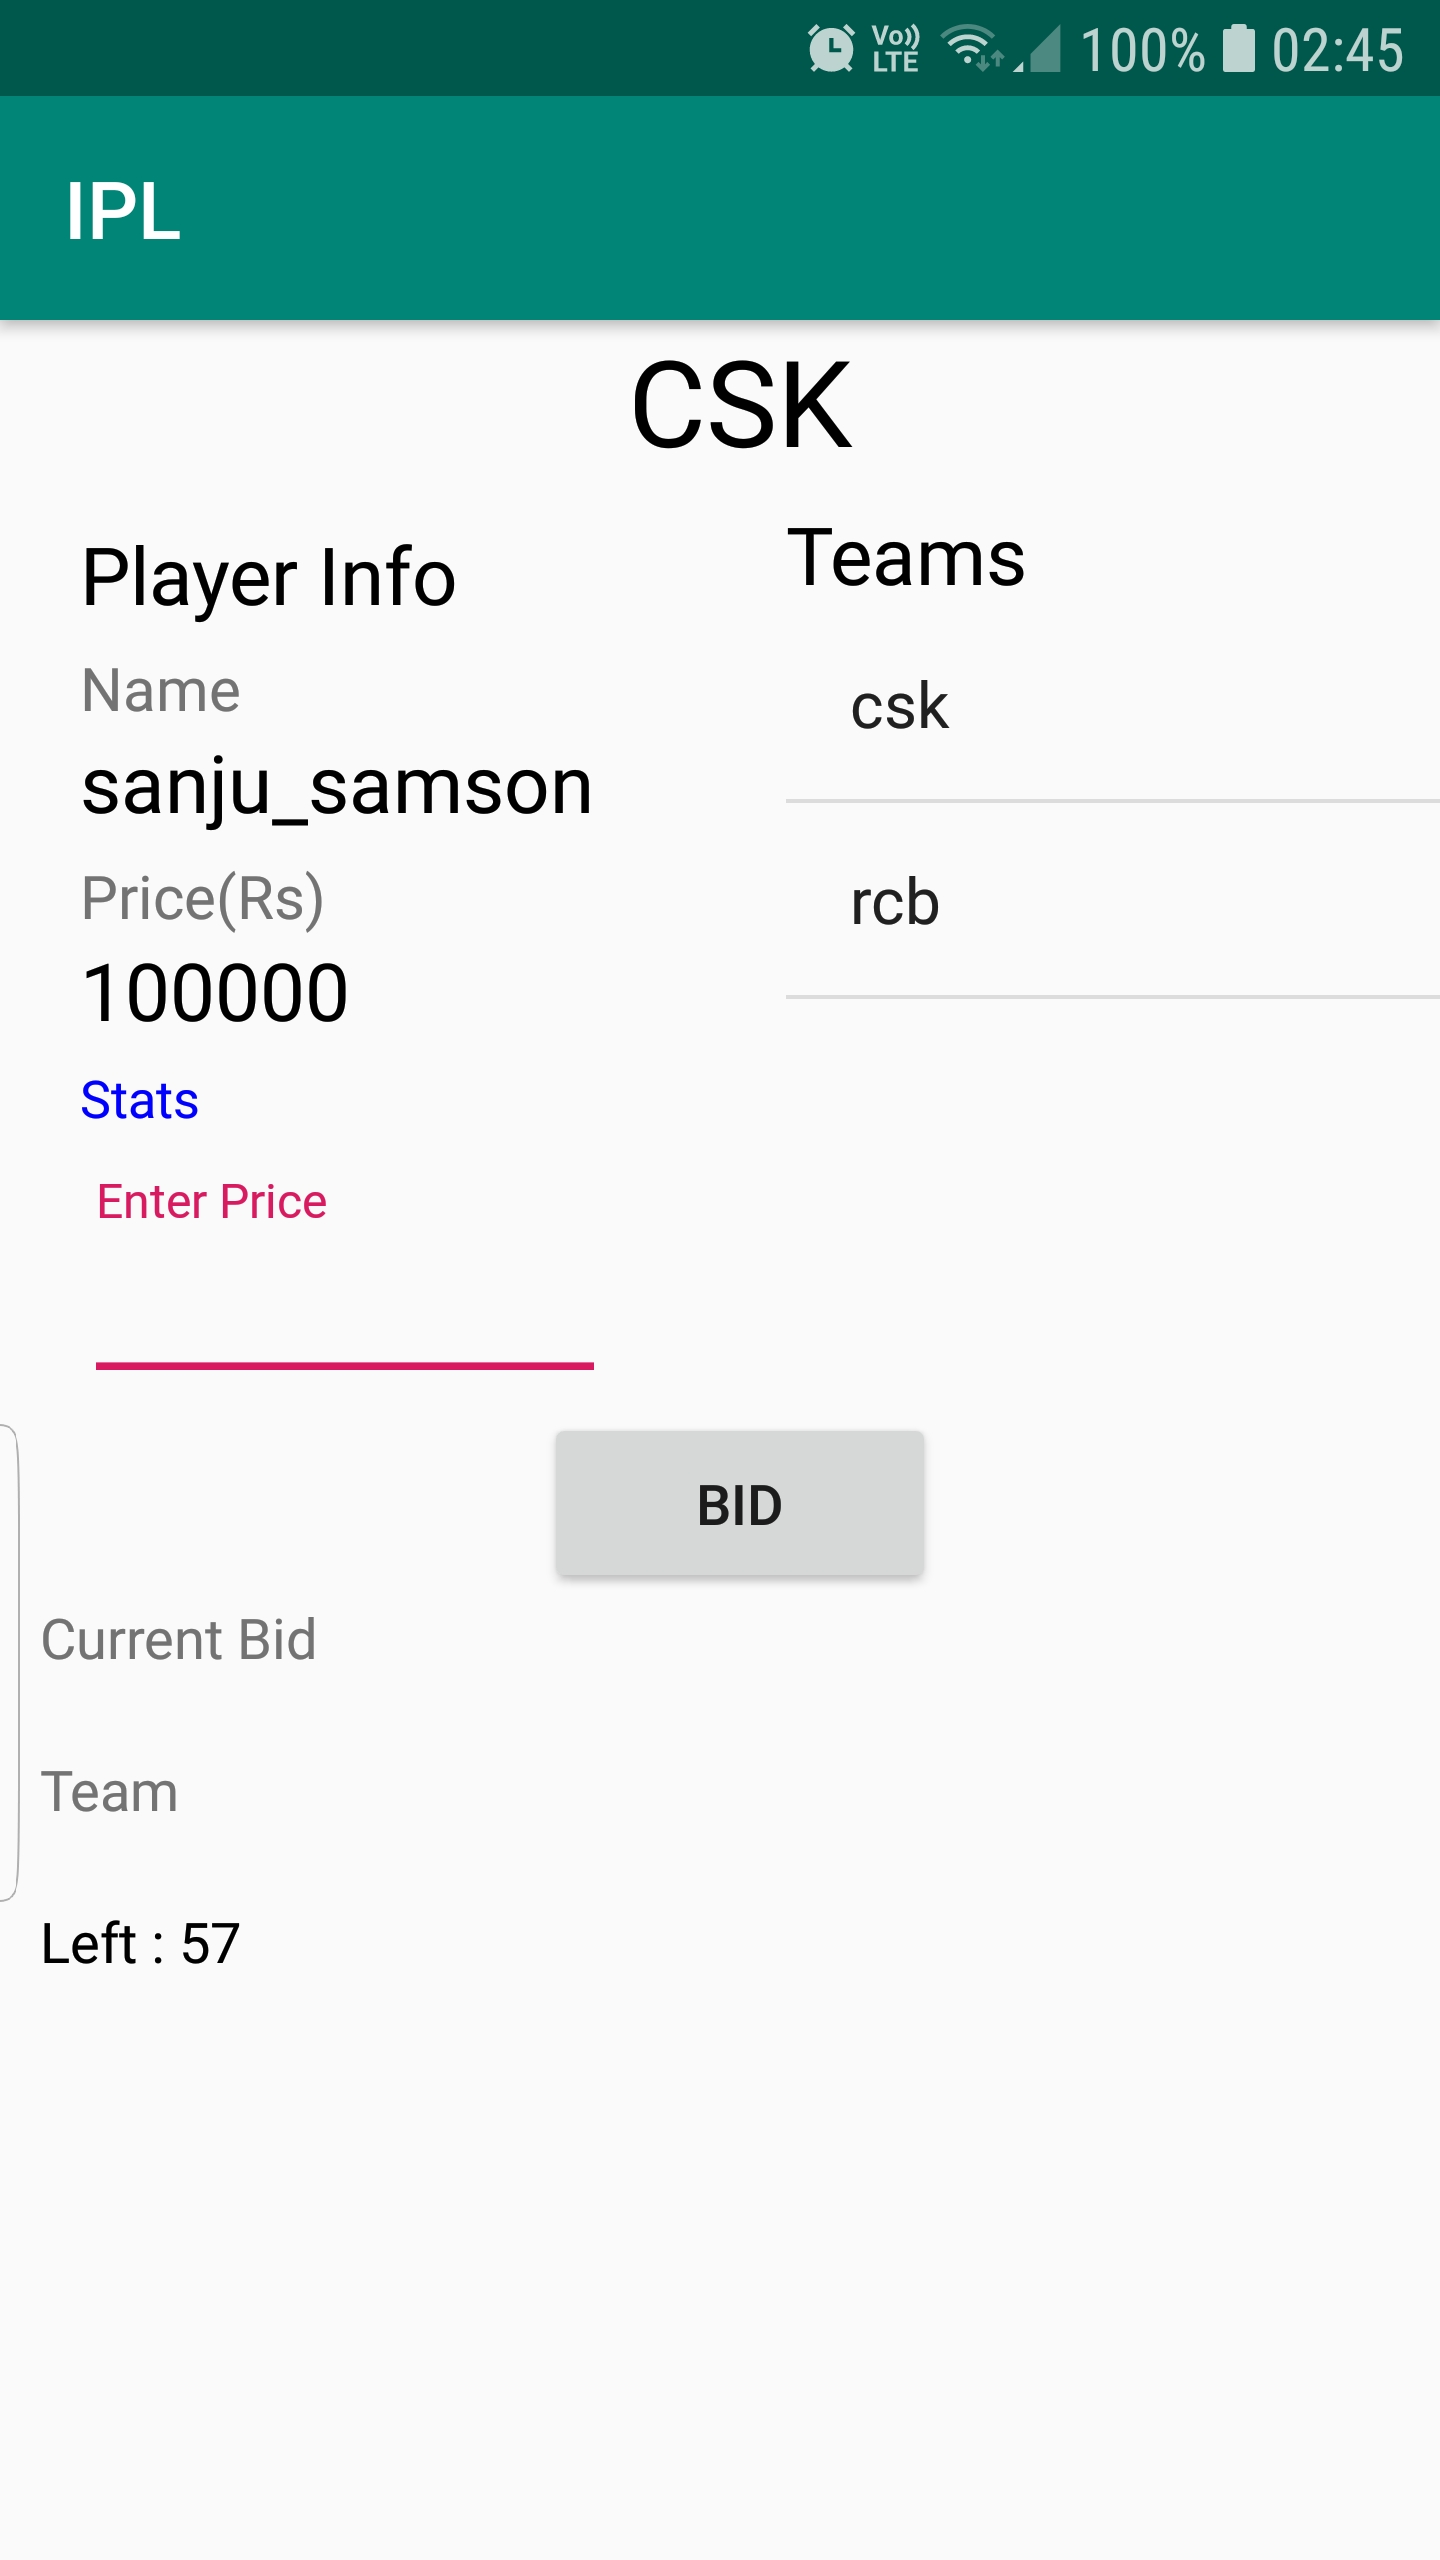 Vo)) LTE 100% 02:45
IPL
CSK
Player Info
Teams
Name
csk
sanju_samson
Price(Rs)
rcb
100000
Stats
Enter Price
BID
Current Bid
Team
Left : 57